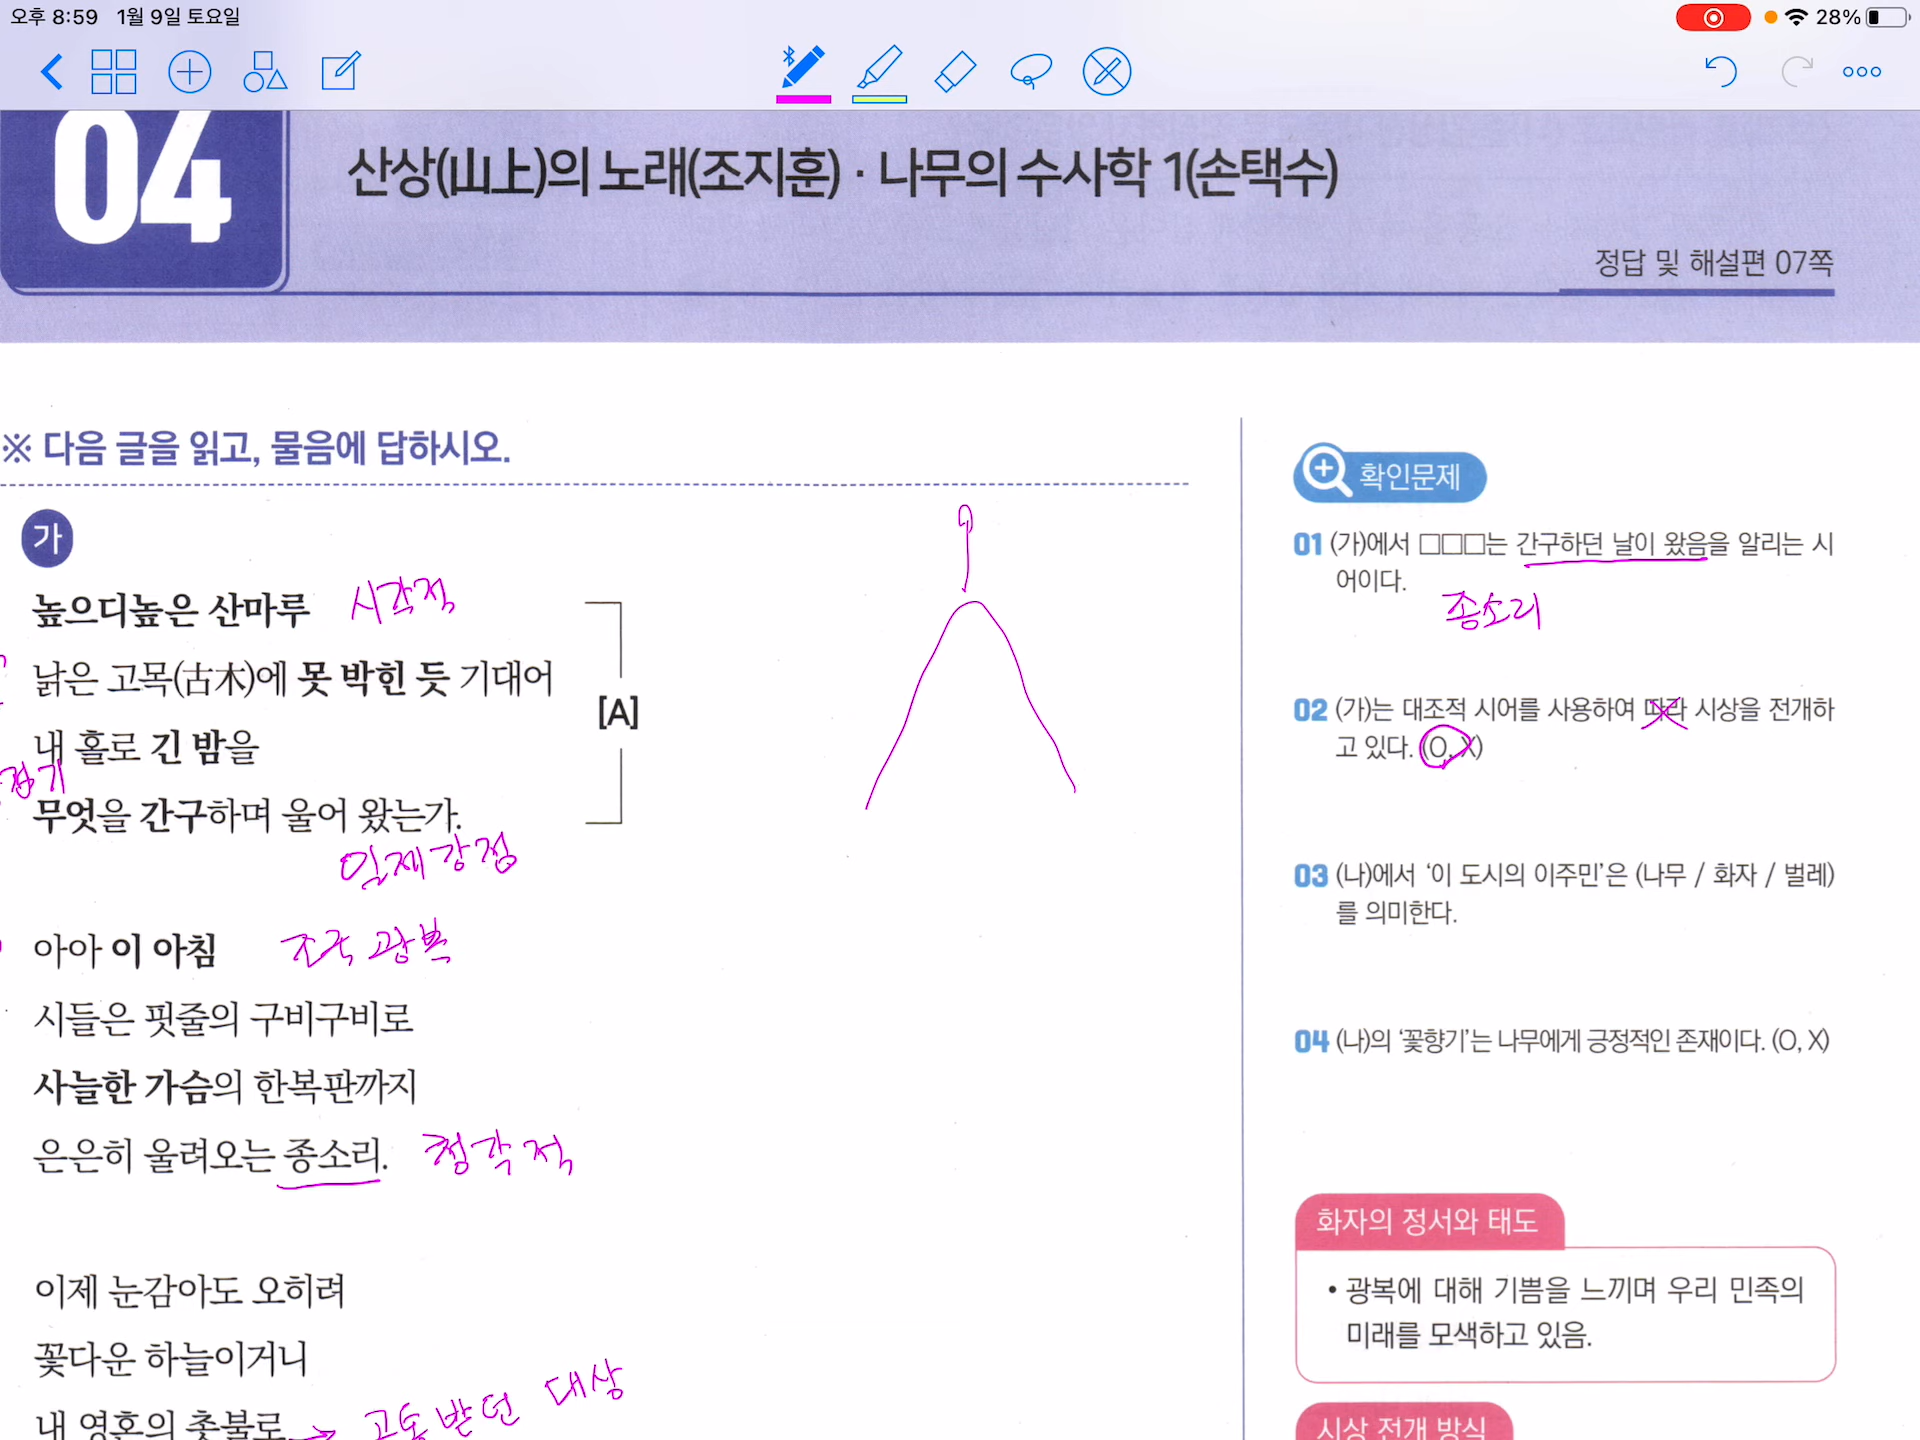 오후 8:59 1월 9일 토요일
28%
04
산상(山上)의 노래(조지훈) · 나무의 수사학 1(손택수)
정답 및 해설편 07쪽
※ 다음 글을 읽고, 물음에 답하시오.
가
높으디높은 산마루 시각적
낡은 고목(古木)에 못 박힌 듯 기대어
[A]
내 홀로 긴 밤을
무엇을 간구하며 울어 왔는가.
일제강점
아아 이 아침 조국 광복
시들은 핏줄의 구비구비로
사늘한 가슴의 한복판까지
은은히 울려오는 종소리. 청각적
이제 눈감아도 오히려
꽃다운 하늘이거니
내 영혼의 촛불로 → 고통받던 대상
확인문제
01 (가)에서 □□□는 간구하던 날이 왔음을 알리는 시
어이다.
종소리
02 (가)는 대조적 시어를 사용하여 따라 시상을 전개하
고 있다. (O, X)
03 (나)에서 ‘이 도시의 이주민’은 (나무 / 화자 / 벌레)
를 의미한다.
04 (나)의 ‘꽃향기’는 나무에게 긍정적인 존재이다. (O, X)
화자의 정서와 태도
• 광복에 대해 기쁨을 느끼며 우리 민족의
미래를 모색하고 있음.
시상 전개 방식